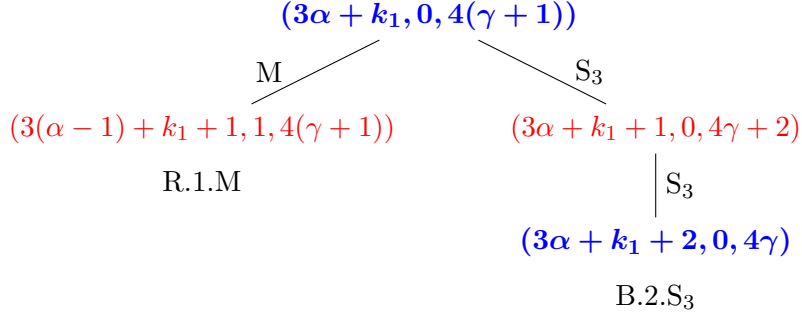 (3α + k₁, 0, 4(γ + 1))
M S₃
(3(α − 1) + k₁ + 1, 1, 4(γ + 1)) (3α + k₁ + 1, 0, 4γ + 2)
R.1.M S₃
(3α + k₁ + 2, 0, 4γ)
B.2.S₃